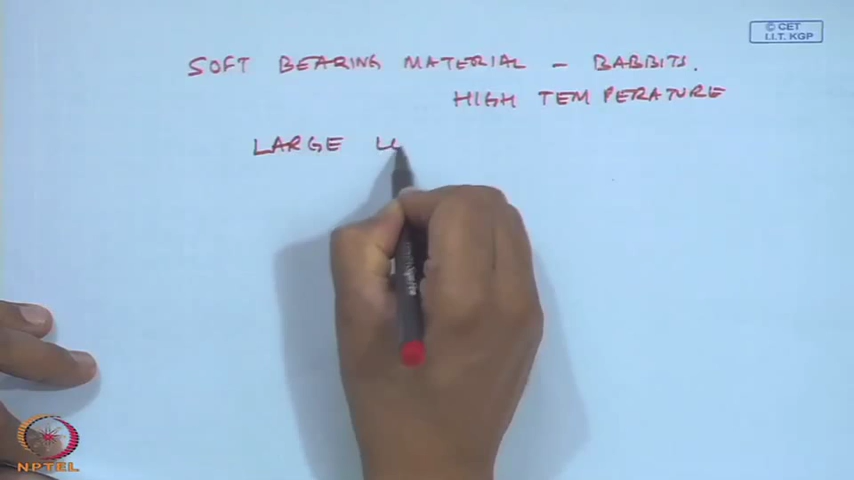 © CET
I.I.T. KGP
SOFT BEARING MATERIAL – BABBITS.
HIGH TEMPERATURE
LARGE
NPTEL